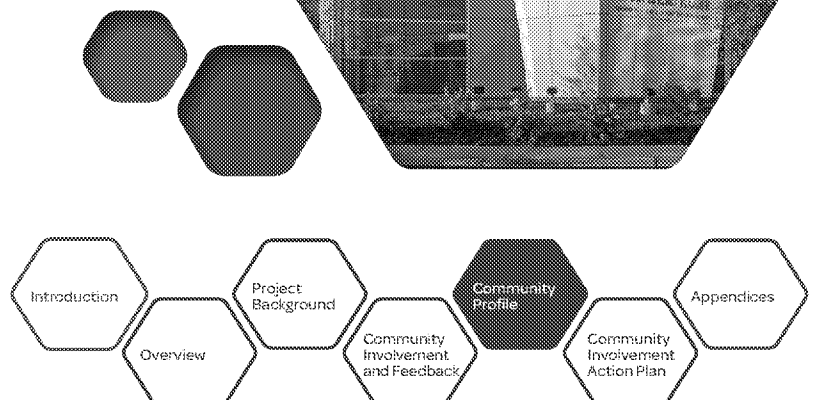 Introduction
Overview
Project
Background
Community
Involvement
and Feedback
Community
Profile
Community
Involvement
Action Plan
Appendices